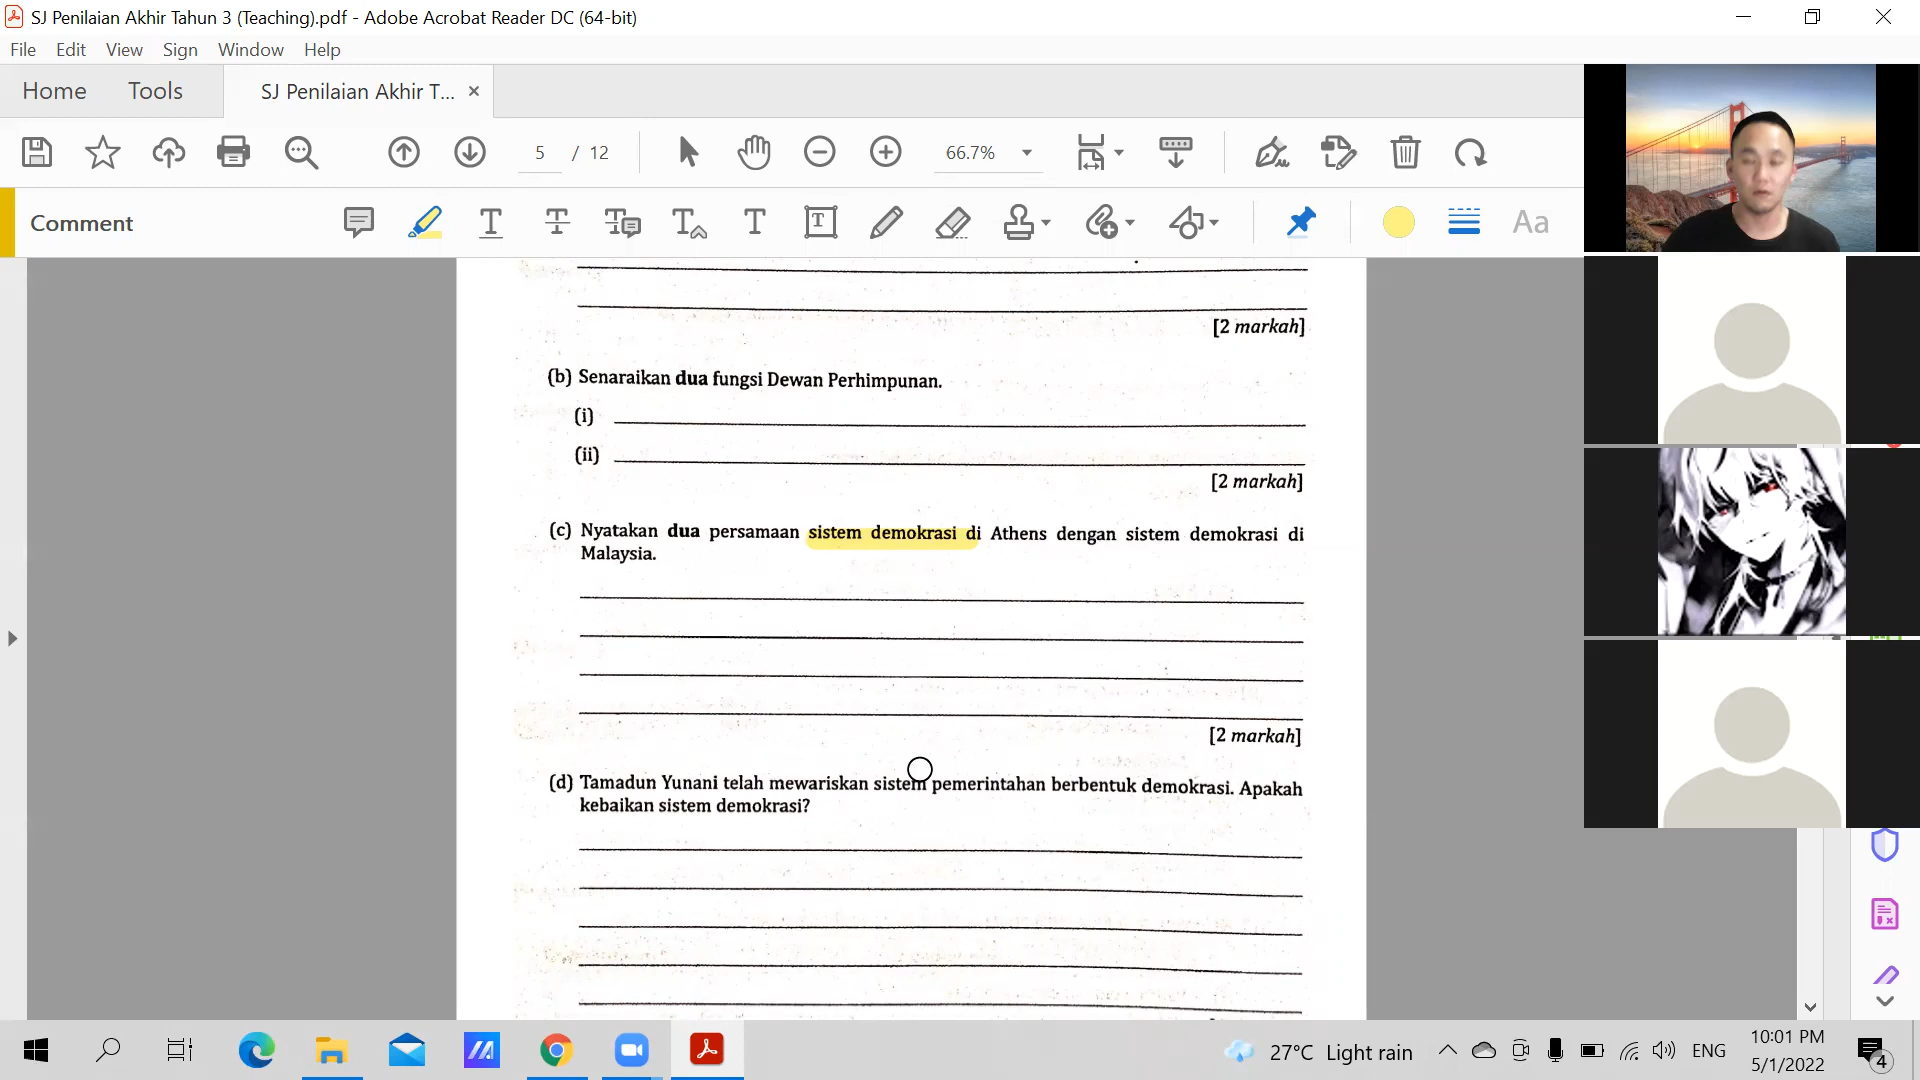 SJ Penilaian Akhir Tahun 3 (Teaching).pdf - Adobe Acrobat Reader DC (64-bit)
File Edit View Sign Window Help
Home Tools SJ Penilaian Akhir T... ×
5 / 12 66.7%
Comment Aa
[2 markah]
(b) Senaraikan dua fungsi Dewan Perhimpunan.
(i)
(ii)
[2 markah]
(c) Nyatakan dua persamaan sistem demokrasi di Athens dengan sistem demokrasi di
Malaysia.
[2 markah]
(d) Tamadun Yunani telah mewariskan sistem pemerintahan berbentuk demokrasi. Apakah
kebaikan sistem demokrasi?
27°C Light rain ENG 10:01 PM
5/1/2022
4